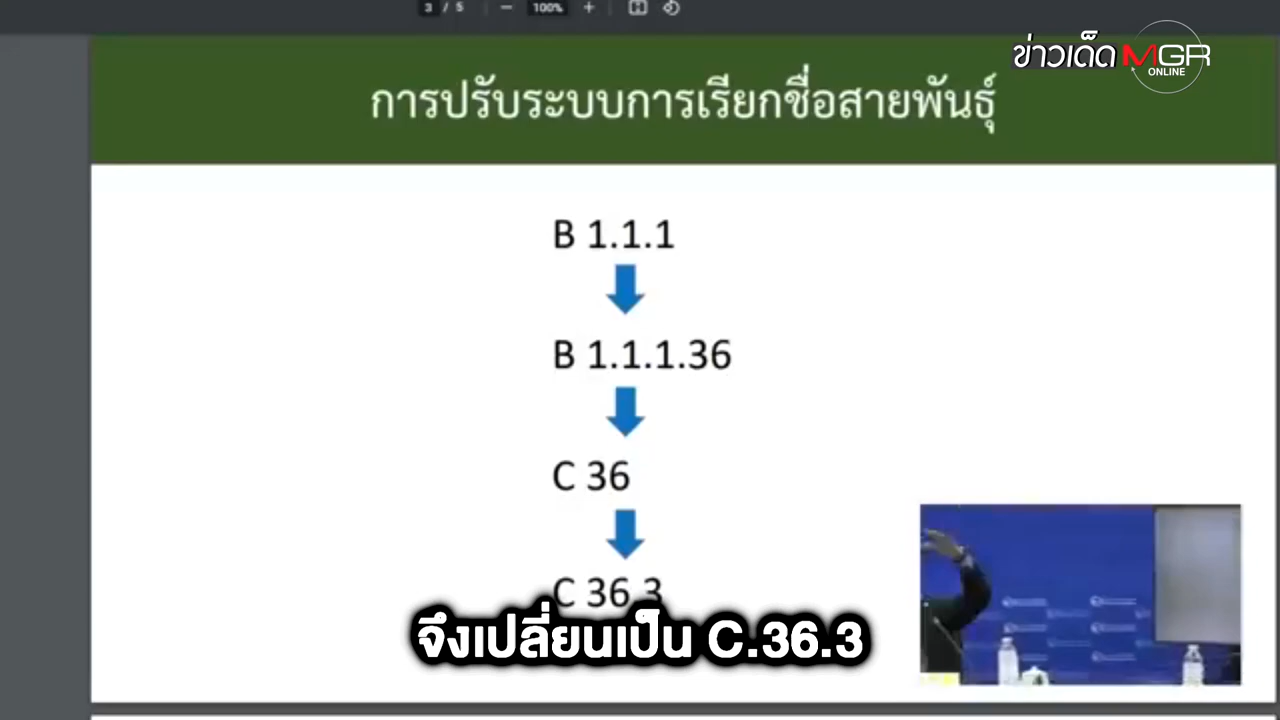 3 / 5
100%
ข่าวเด็ด MGR
ONLINE
การปรับระบบการเรียกชื่อสายพันธุ์
B 1.1.1
B 1.1.1.36
C 36
C 36.3
จึงเปลี่ยนเป็น C.36.3